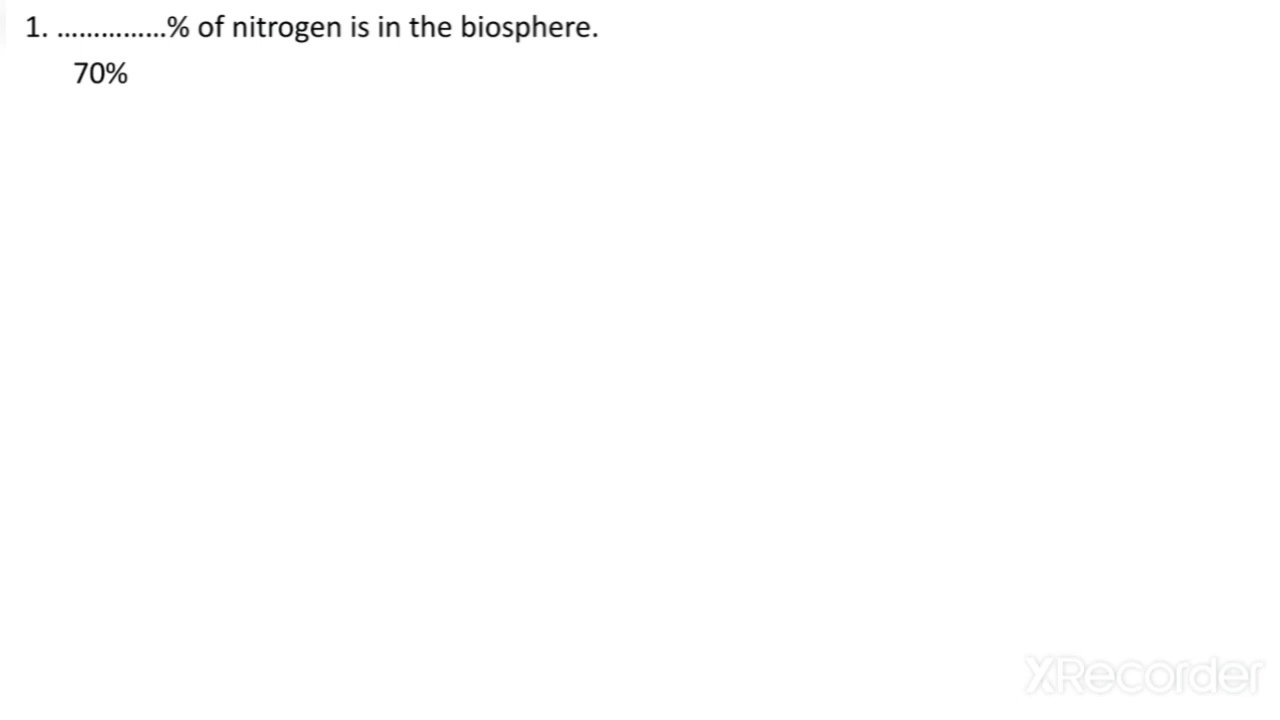 1. ...............% of nitrogen is in the biosphere.
70%
XRecorder